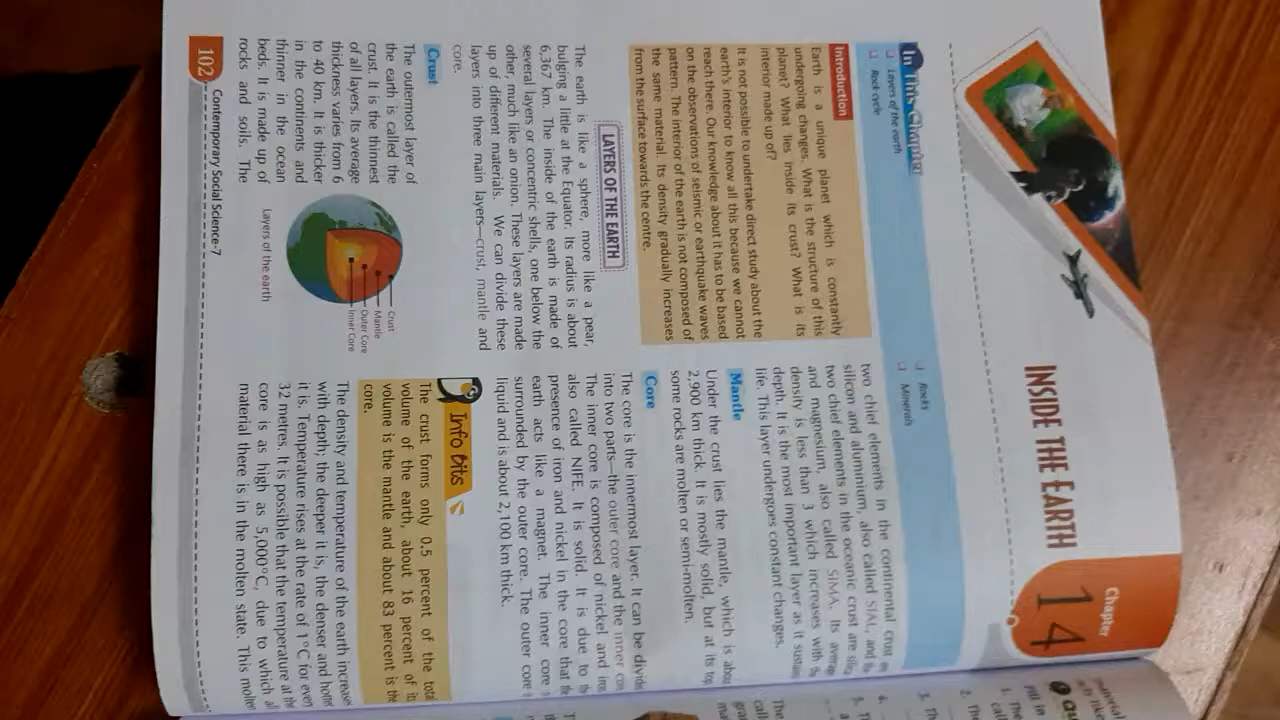 Chapter
14
INSIDE THE EARTH
In This Chapter
Layers of the earth
Rock-cycle
Rocks
Minerals
Introduction
Earth is a unique planet which is constantly
undergoing changes. What is the structure of this
planet? What lies inside its crust? What is its
interior made up of?
It is not possible to undertake direct study about the
earth's interior to know all this because we cannot
reach there. Our knowledge about it has to be based
on the observations of seismic or earthquake waves
pattern. The interior of the earth is not composed of
the same material. Its density gradually increases
from the surface towards the centre.
LAYERS OF THE EARTH
The earth is like a sphere, more like a pear,
bulging a little at the Equator. Its radius is about
6,367 km. The inside of the earth is made of
several layers or concentric shells, one below the
other, much like an onion. These layers are made
up of different materials. We can divide these
layers into three main layers—crust, mantle and
core.
Crust
The outermost layer of
the earth is called the
crust. It is the thinnest
of all layers. Its average
thickness varies from 6
to 40 km. It is thicker
in the continents and
thinner in the ocean
beds. It is made up of
rocks and soils. The
Crust
Mantle
Outer Core
Inner Core
Layers of the earth
two chief elements in the continental crust
silicon and aluminium, also called SIAL, and
two chief elements in the oceanic crust are
and magnesium, also called SIMA. Its
density is less than 3 which increases with
depth. It is the most important layer as it
life. This layer undergoes constant changes.
Mantle
Under the crust lies the mantle, which is
2,900 km thick. It is mostly solid, but at its
some rocks are molten or semi-molten.
Core
The core is the innermost layer. It can be
into two parts—the outer core and the inner
The inner core is composed of nickel and
also called NIFE. It is solid. It is due to
presence of iron and nickel in the core that
earth acts like a magnet. The inner core
surrounded by the outer core. The outer core
liquid and is about 2,100 km thick.
Info bits
The crust forms only 0.5 percent of the total
volume of the earth, about 16 percent of its
volume is the mantle and about 83 percent is the
core.
The density and temperature of the earth increases
with depth; the deeper it is, the denser and hotter
it is. Temperature rises at the rate of 1°C for every
32 metres. It is possible that the temperature at the
core is as high as 5,000°C, due to which all
material there is in the molten state. This molten
102 Contemporary Social Science-7